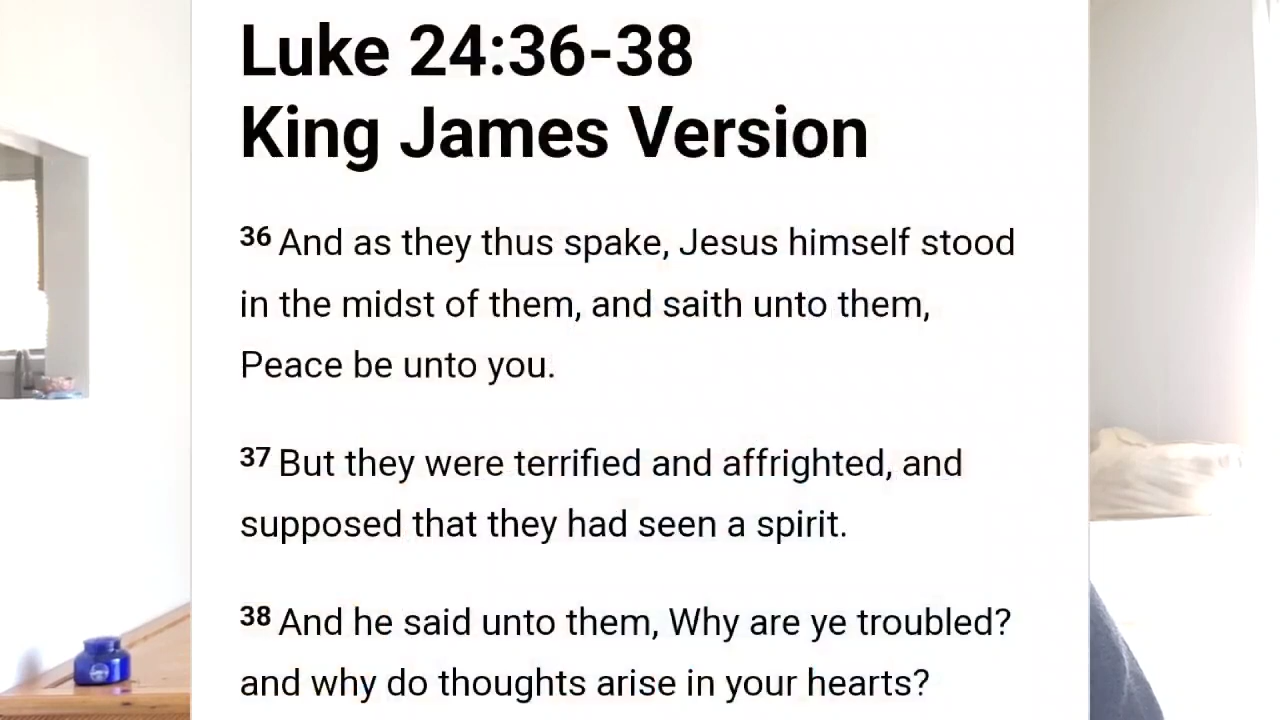 Luke 24:36-38
King James Version
36 And as they thus spake, Jesus himself stood
in the midst of them, and saith unto them,
Peace be unto you.
37 But they were terrified and affrighted, and
supposed that they had seen a spirit.
38 And he said unto them, Why are ye troubled?
and why do thoughts arise in your hearts?